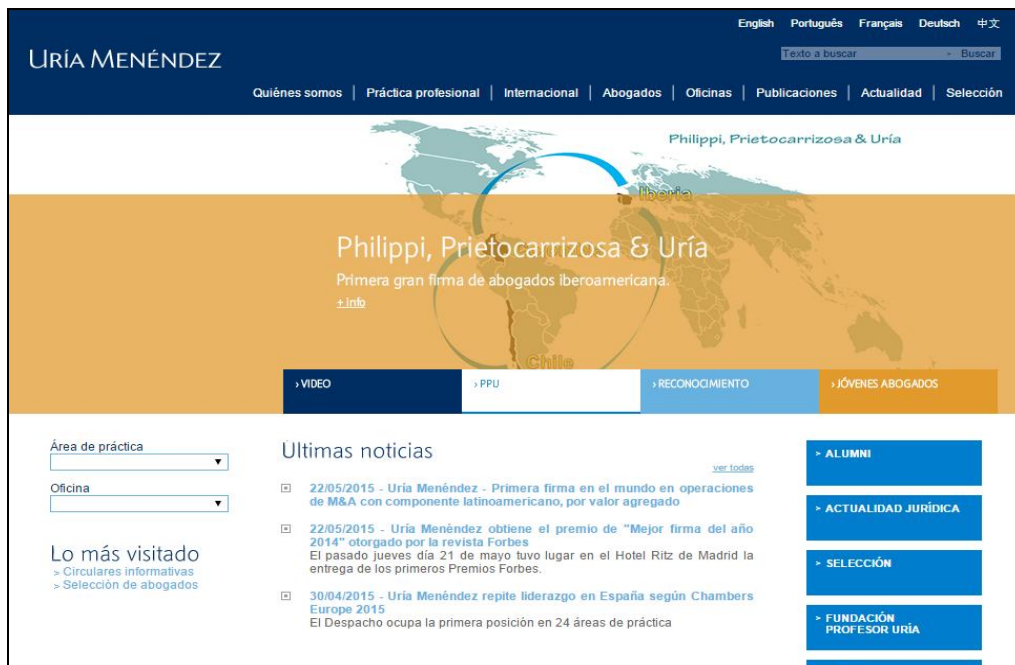 English Português Français Deutsch 中文
URÍA MENÉNDEZ
Texto a buscar Buscar
Quiénes somos | Práctica profesional | Internacional | Abogados | Oficinas | Publicaciones | Actualidad | Selección
Philippi, Prietocarrizosa & Uría
Iberia
Philippi, Prietocarrizosa & Uría
Primera gran firma de abogados iberoamericana.
+ info
Chile
› VIDEO
› PPU
› RECONOCIMIENTO
› JÓVENES ABOGADOS
Área de práctica
Oficina
Lo más visitado
> Circulares informativas
> Selección de abogados
Últimas noticias
ver todas
22/05/2015 - Uría Menéndez - Primera firma en el mundo en operaciones
de M&A con componente latinoamericano, por valor agregado
22/05/2015 - Uría Menéndez obtiene el premio de "Mejor firma del año
2014" otorgado por la revista Forbes
El pasado jueves día 21 de mayo tuvo lugar en el Hotel Ritz de Madrid la
entrega de los primeros Premios Forbes.
30/04/2015 - Uría Menéndez repite liderazgo en España según Chambers
Europe 2015
El Despacho ocupa la primera posición en 24 áreas de práctica
> ALUMNI
> ACTUALIDAD JURÍDICA
> SELECCIÓN
> FUNDACIÓN
PROFESOR URÍA